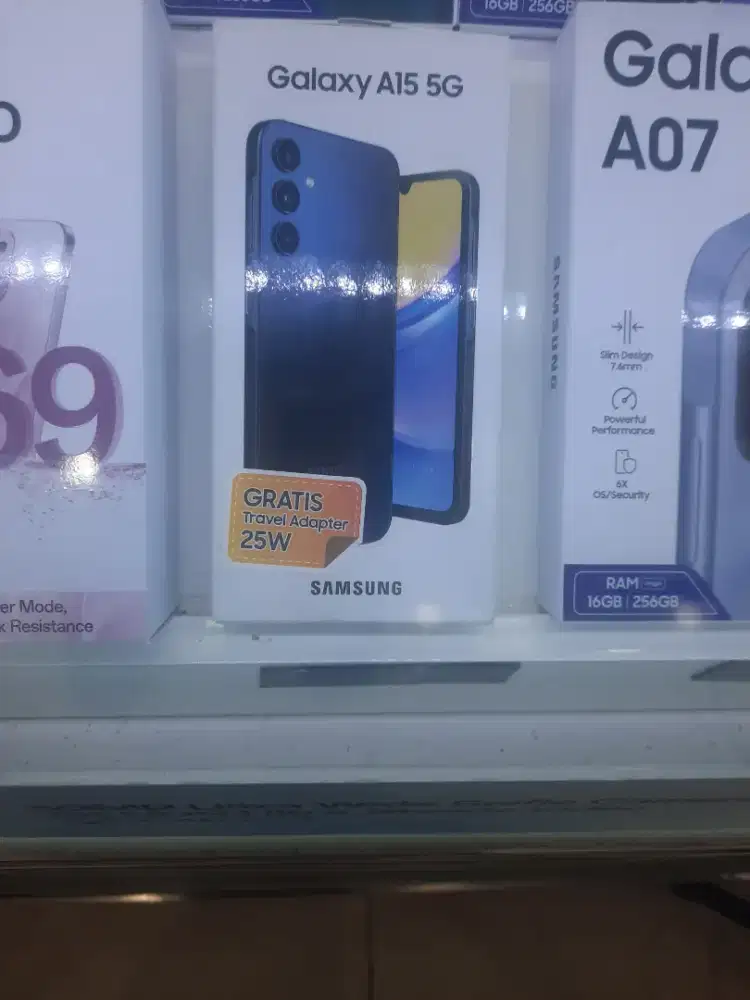 16GB | 256GB
Galaxy A15 5G
GRATIS
Travel Adapter
25W
SAMSUNG
69
er Mode,
Resistance
SAMSUNG
Gala
A07
Slim Design
7.6mm
Powerful
Performance
6X
OS/Security
RAM
16GB | 256GB